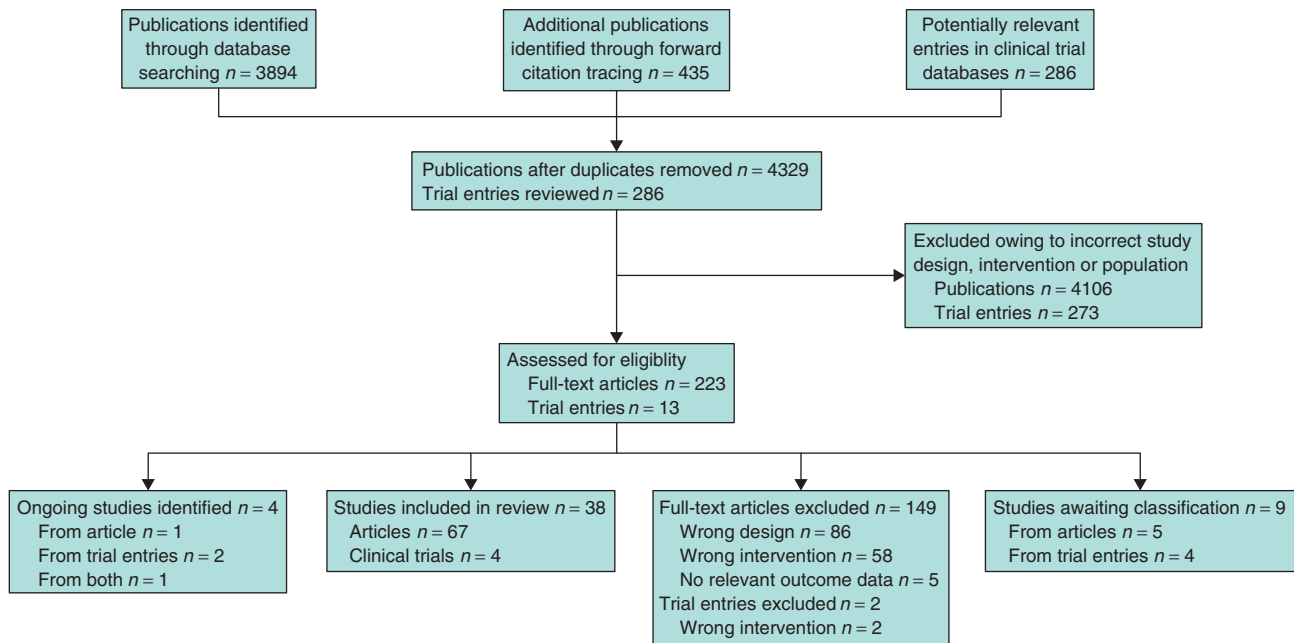 Publications identified
through database
searching n = 3894
Additional publications
identified through forward
citation tracing n = 435
Potentially relevant
entries in clinical trial
databases n = 286
Publications after duplicates removed n = 4329
Trial entries reviewed n = 286
Excluded owing to incorrect study
design, intervention or population
Publications n = 4106
Trial entries n = 273
Assessed for eligiblity
Full-text articles n = 223
Trial entries n = 13
Ongoing studies identified n = 4
From article n = 1
From trial entries n = 2
From both n = 1
Studies included in review n = 38
Articles n = 67
Clinical trials n = 4
Full-text articles excluded n = 149
Wrong design n = 86
Wrong intervention n = 58
No relevant outcome data n = 5
Trial entries excluded n = 2
Wrong intervention n = 2
Studies awaiting classification n = 9
From articles n = 5
From trial entries n = 4